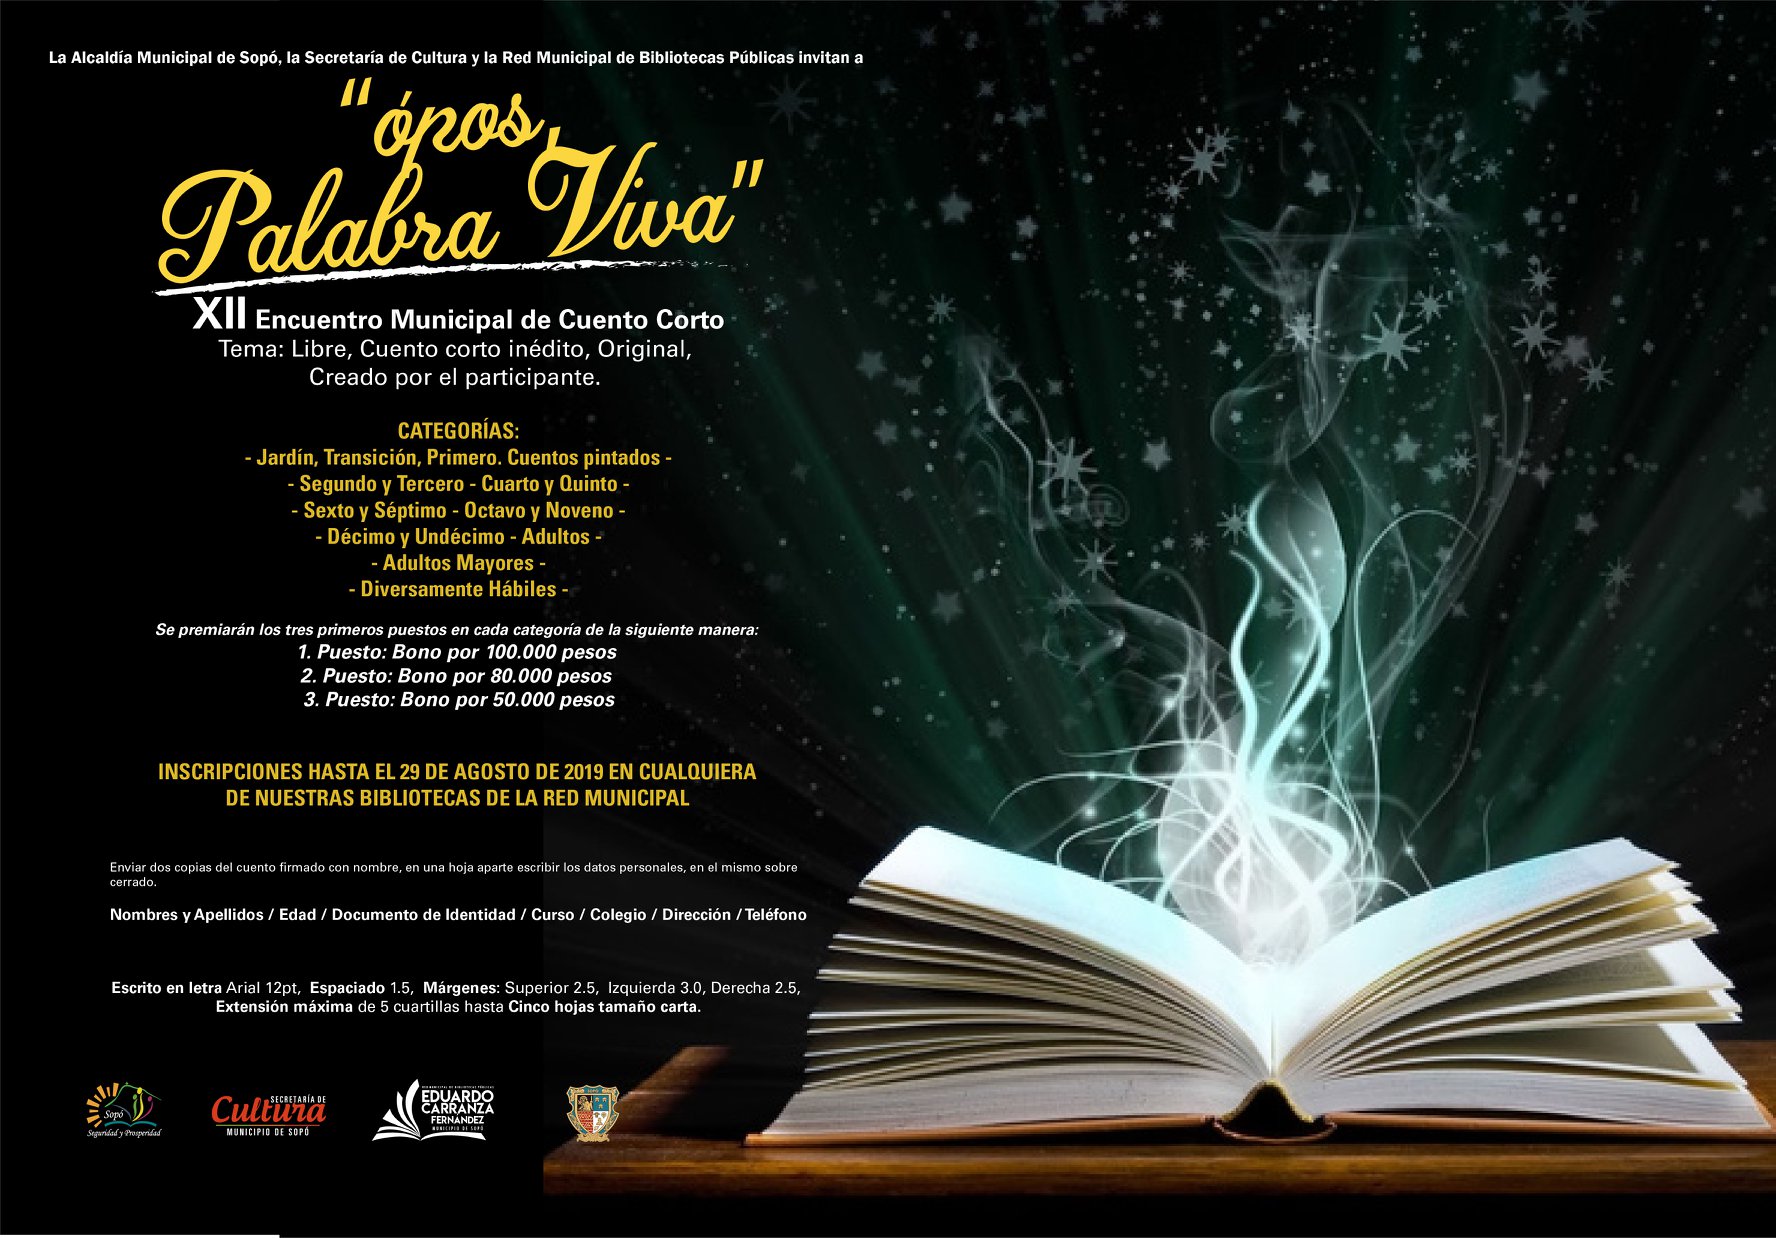 La Alcaldía Municipal de Sopó, la Secretaría de Cultura y la Red Municipal de Bibliotecas Públicas invitan a
"ópos,
Palabra Viva"
XII Encuentro Municipal de Cuento Corto
Tema: Libre, Cuento corto inédito, Original,
Creado por el participante.
CATEGORÍAS:
- Jardín, Transición, Primero. Cuentos pintados -
- Segundo y Tercero - Cuarto y Quinto -
- Sexto y Séptimo - Octavo y Noveno -
- Décimo y Undécimo - Adultos -
- Adultos Mayores -
- Diversamente Hábiles -
Se premiarán los tres primeros puestos en cada categoría de la siguiente manera:
1. Puesto: Bono por 100.000 pesos
2. Puesto: Bono por 80.000 pesos
3. Puesto: Bono por 50.000 pesos
INSCRIPCIONES HASTA EL 29 DE AGOSTO DE 2019 EN CUALQUIERA
DE NUESTRAS BIBLIOTECAS DE LA RED MUNICIPAL
Enviar dos copias del cuento firmado con nombre, en una hoja aparte escribir los datos personales, en el mismo sobre
cerrado.
Nombres y Apellidos / Edad / Documento de Identidad / Curso / Colegio / Dirección / Teléfono
Escrito en letra Arial 12pt, Espaciado 1.5, Márgenes: Superior 2.5, Izquierda 3.0, Derecha 2.5,
Extensión máxima de 5 cuartillas hasta Cinco hojas tamaño carta.
Sopó
Seguridad y Prosperidad
SECRETARÍA DE
Cultura
MUNICIPIO DE SOPÓ
RED MUNICIPAL DE BIBLIOTECAS PÚBLICAS
EDUARDO
CARRANZA
FERNÁNDEZ
MUNICIPIO DE SOPÓ
SOPÓ